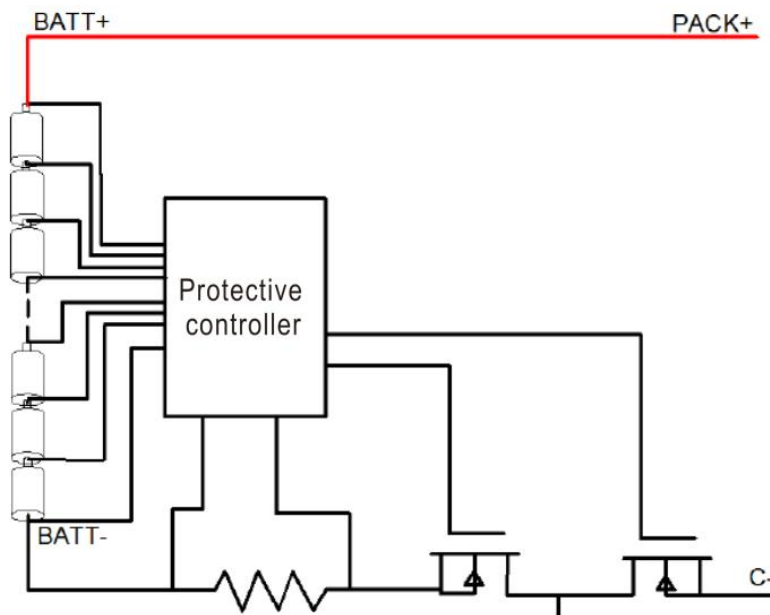 BATT+
PACK+
Protective
controller
BATT-
C-